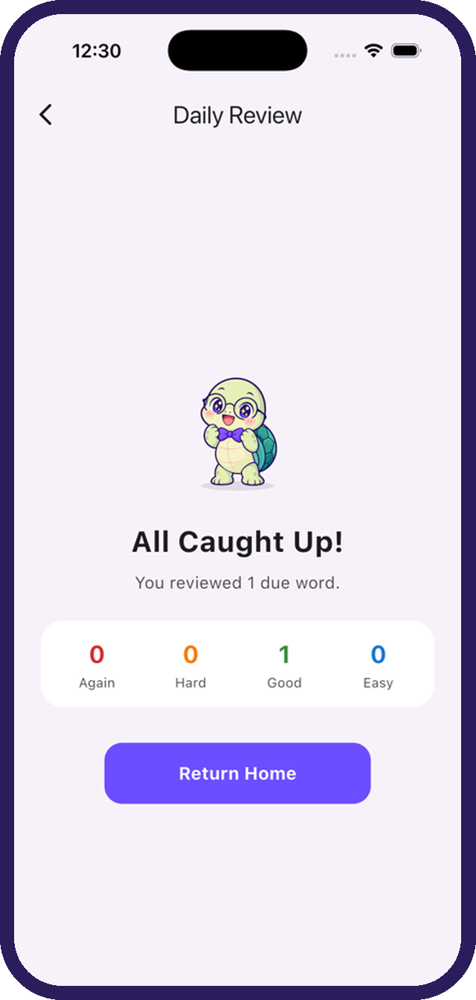 12:30
Daily Review
All Caught Up!
You reviewed 1 due word.
0 0 1 0
Again Hard Good Easy
Return Home